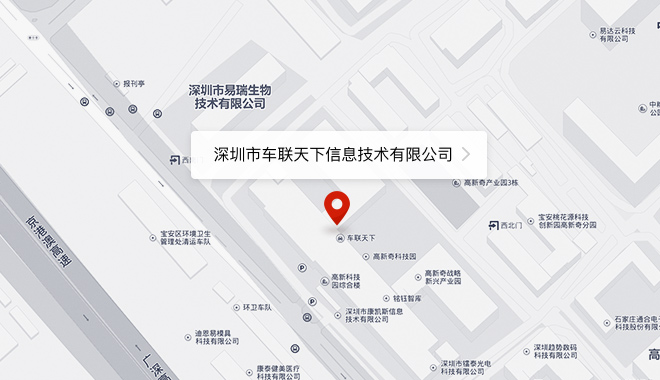 易达云科技
有限公司
报刊亭
深圳市易瑞生物
技术有限公司
深圳市车联天下信息技术有限公司
高新奇产业园3栋
西北门
宝安桃花源科技
创新园高新奇分园
宝安区环境卫生
管理处清运车队
车联天下
京港澳高速
高新奇科技园
高新科技
园综合楼
高新奇战略
新兴产业园
P
铭钰智库
环卫车队
P
深圳市康凯斯信息
技术有限公司
石家庄通合电
科技股份有限
迪恩易模具
科技有限公司
深圳趋势数码
科技有限公司
广深
深圳市镭泰光电
科技有限公司
康泰健美医疗
科技有限公司